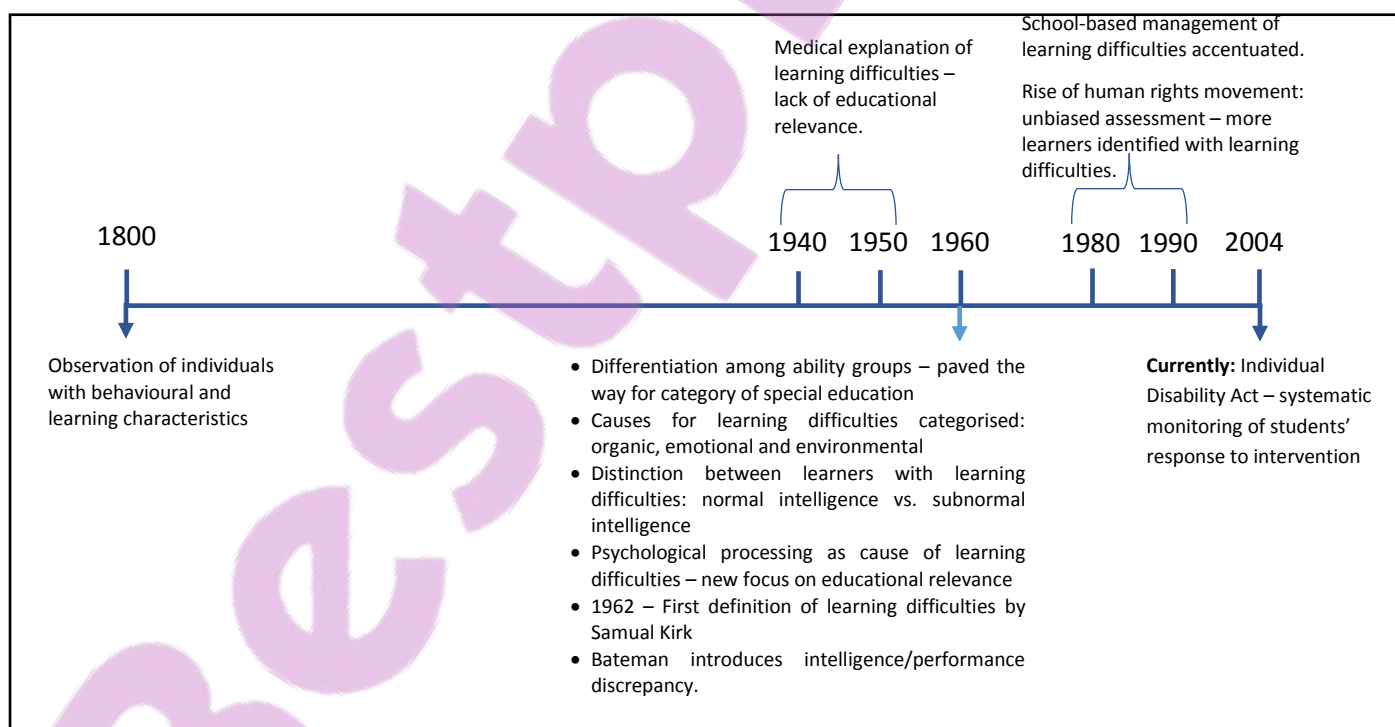 School-based management of
learning difficulties accentuated.
Rise of human rights movement:
unbiased assessment – more
learners identified with learning
difficulties.
Medical explanation of
learning difficulties –
lack of educational
relevance.
1800
1940
1950
1960
1980
1990
2004
Observation of individuals
with behavioural and
learning characteristics
• Differentiation among ability groups – paved the
way for category of special education
• Causes for learning difficulties categorised:
organic, emotional and environmental
• Distinction between learners with learning
difficulties: normal intelligence vs. subnormal
intelligence
• Psychological processing as cause of learning
difficulties – new focus on educational relevance
• 1962 – First definition of learning difficulties by
Samual Kirk
• Bateman introduces intelligence/performance
discrepancy.
Currently: Individual
Disability Act – systematic
monitoring of students’
response to intervention
Bestp